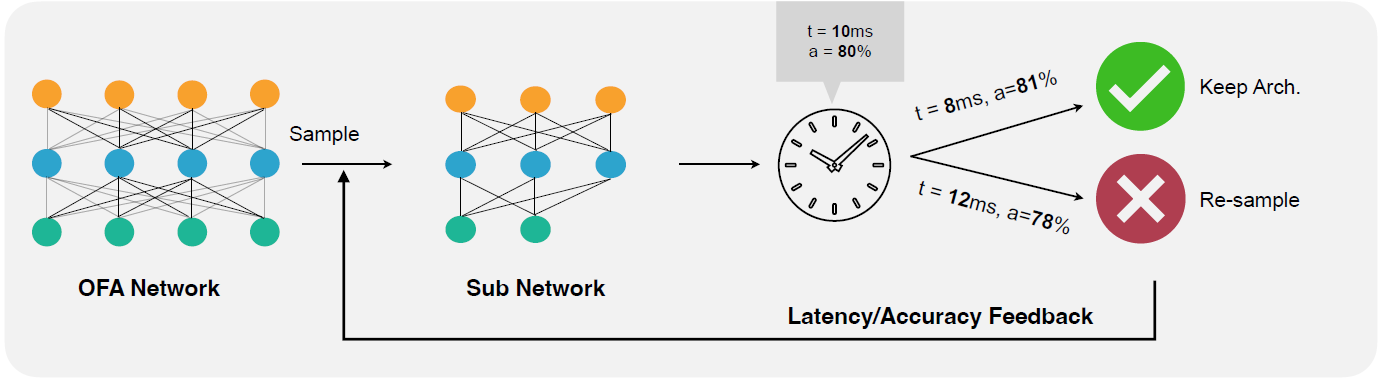 t = 10ms
a = 80%
Sample
t = 8ms, a=81%
Keep Arch.
t = 12ms, a=78%
Re-sample
OFA Network
Sub Network
Latency/Accuracy Feedback